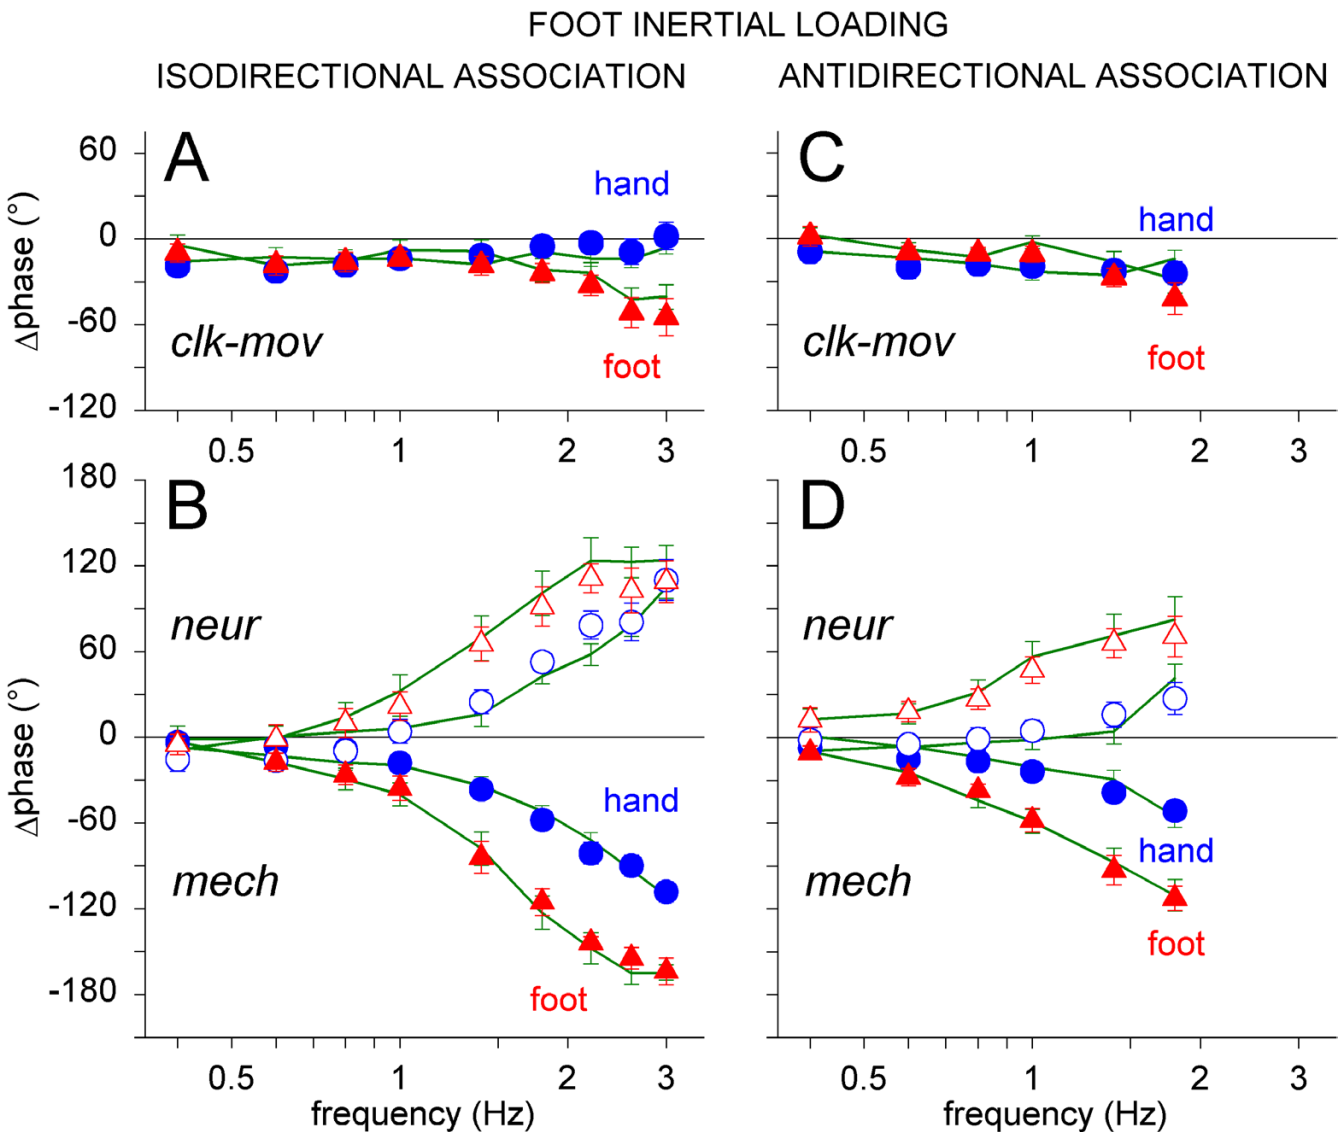 FOOT INERTIAL LOADING
ISODIRECTIONAL ASSOCIATION
ANTIDIRECTIONAL ASSOCIATION
A
60
0
-60
-120
Δphase (°)
hand
clk-mov
foot
0.5 1 2 3
C
hand
clk-mov
foot
0.5 1 2 3
B
180
120
60
0
-60
-120
-180
Δphase (°)
neur
hand
mech
foot
0.5 1 2 3
frequency (Hz)
D
neur
hand
mech
foot
0.5 1 2 3
frequency (Hz)